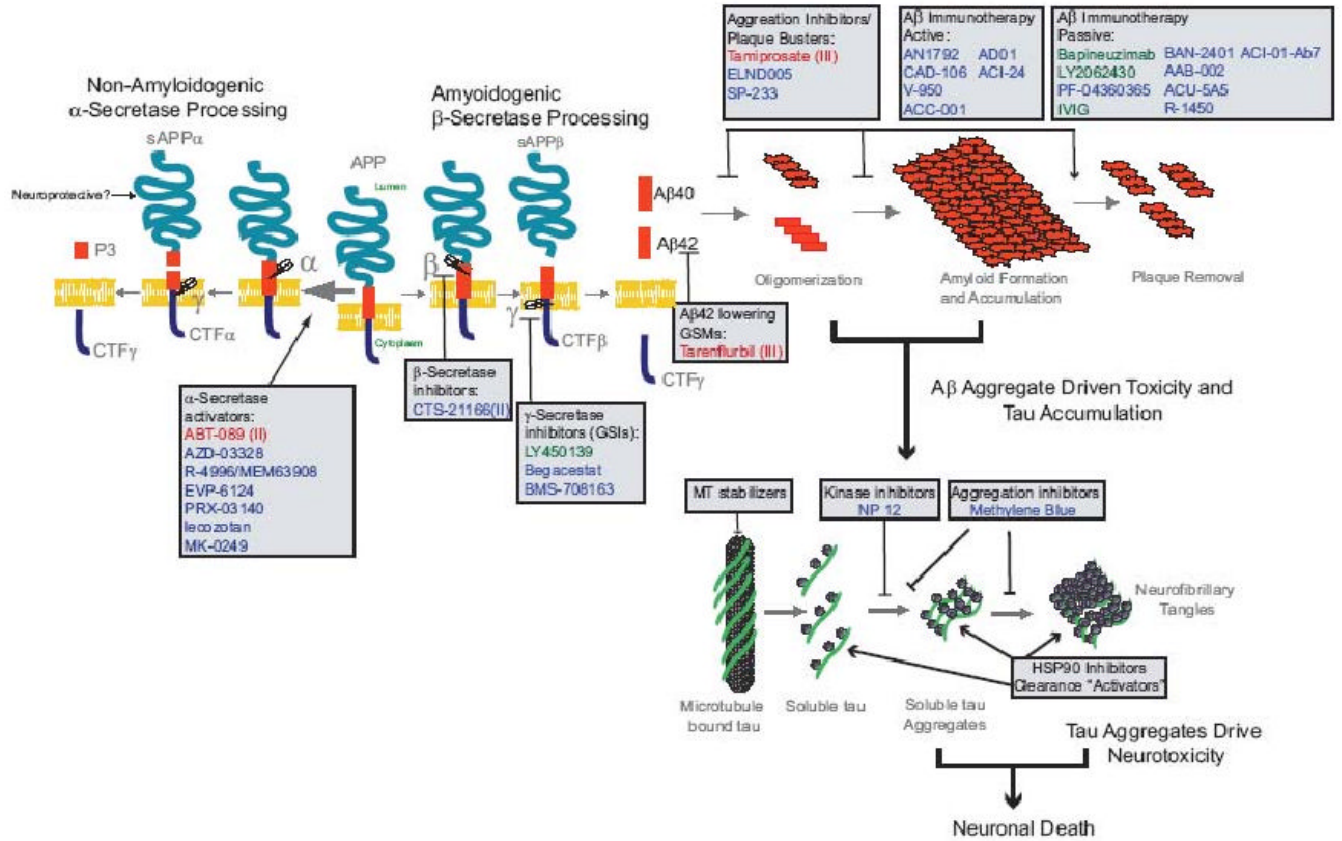 Aggreation Inhibitors/
Plaque Busters:
Tamiprosate (III)
ELND005
SP-233
Aβ Immunotherapy
Active:
AN1792 AD01
CAD-106 ACI-24
V-950
ACC-001
Aβ Immunotherapy
Passive:
Bapineuzimab BAN-2401 ACI-01-Ab7
LY2062430 AAB-002
PF-04360365 ACU-5A5
IVIG R-1450
Non-Amyloidogenic
α-Secretase Processing
Amyoidogenic
β-Secretase Processing
sAPPα
APP
sAPPβ
Lumen
Neuroprotective?
Aβ40
P3
α
β
Aβ42
γ
γ
Oligomerization
Amyloid Formation
and Accumulation
Plaque Removal
CTFγ
CTFα
Cytoplasm
CTFβ
CTFγ
Aβ42 lowering
GSMs:
Tarenflurbil (III)
α-Secretase
activators:
ABT-089 (II)
AZD-03328
R-4996/MEM63908
EVP-6124
PRX-03140
lecozotan
MK-0249
β-Secretase
inhibitors:
CTS-21166(II)
γ-Secretase
inhibitors (GSIs):
LY450139
Begacestat
BMS-708163
Aβ Aggregate Driven Toxicity and
Tau Accumulation
MT stabilizers
Kinase inhibitors
NP 12
Aggregation inhibitors
Methylene Blue
Neurofibrillary
Tangles
HSP90 Inhibitors
Clearance "Activators"
Microtubule
bound tau
Soluble tau
Soluble tau
Aggregates
Tau Aggregates Drive
Neurotoxicity
Neuronal Death